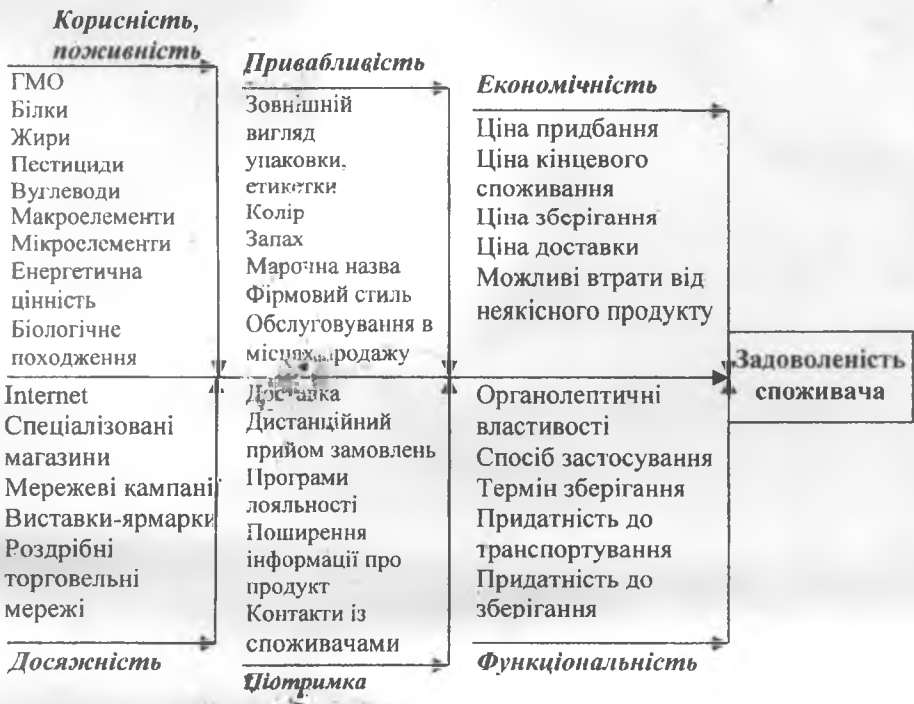 Корисність,
поживність
ГМО
Білки
Жири
Пестициди
Вуглеводи
Макроелементи
Мікроелементи
Енергетична
цінність
Біологічне
походження
Привабливість
Зовнішній
вигляд
упаковки,
етикетки
Колір
Запах
Марочна назва
Фірмовий стиль
Обслуговування в
місцях продажу
Економічність
Ціна придбання
Ціна кінцевого
споживання
Ціна зберігання
Ціна доставки
Можливі втрати від
неякісного продукту
Задоволеність
споживача
Internet
Спеціалізовані
магазини
Мережеві кампанії
Виставки-ярмарки
Роздрібні
торговельні
мережі
Досяжність
Доставка
Дистанційний
прийом замовлень
Програми
лояльності
Поширення
інформації про
продукт
Контакти із
споживачами
Підтримка
Органолептичні
властивості
Спосіб застосування
Термін зберігання
Придатність до
транспортування
Придатність до
зберігання
Функціональність